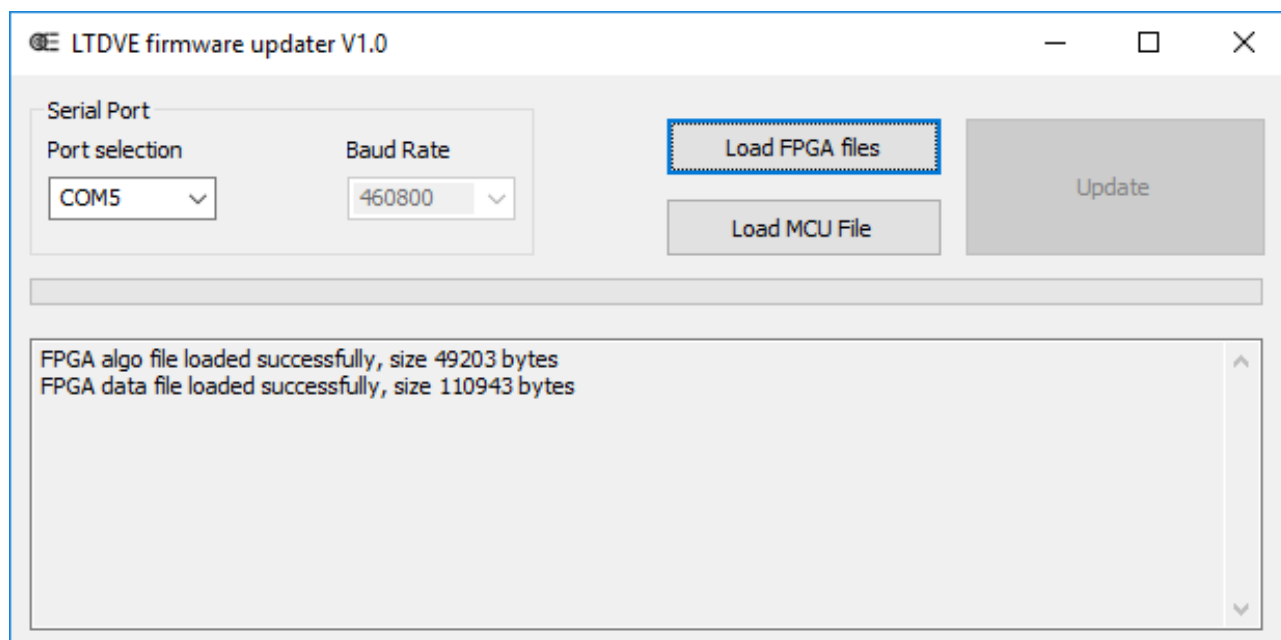 LTDVE firmware updater V1.0
Serial Port
Port selection
Baud Rate
COM5
460800
Load FPGA files
Load MCU File
Update
FPGA algo file loaded successfully, size 49203 bytes
FPGA data file loaded successfully, size 110943 bytes